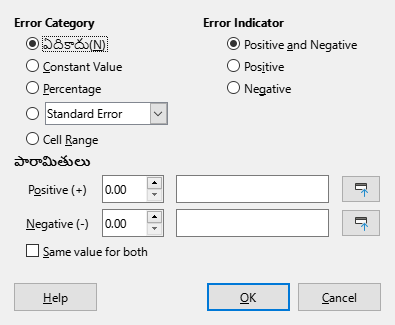 Error Category
Error Indicator
ఏదికాదు(N)
Positive and Negative
Constant Value
Positive
Percentage
Negative
Standard Error
Cell Range
పారామితులు
Positive (+)
0.00
Negative (-)
0.00
Same value for both
Help
OK
Cancel